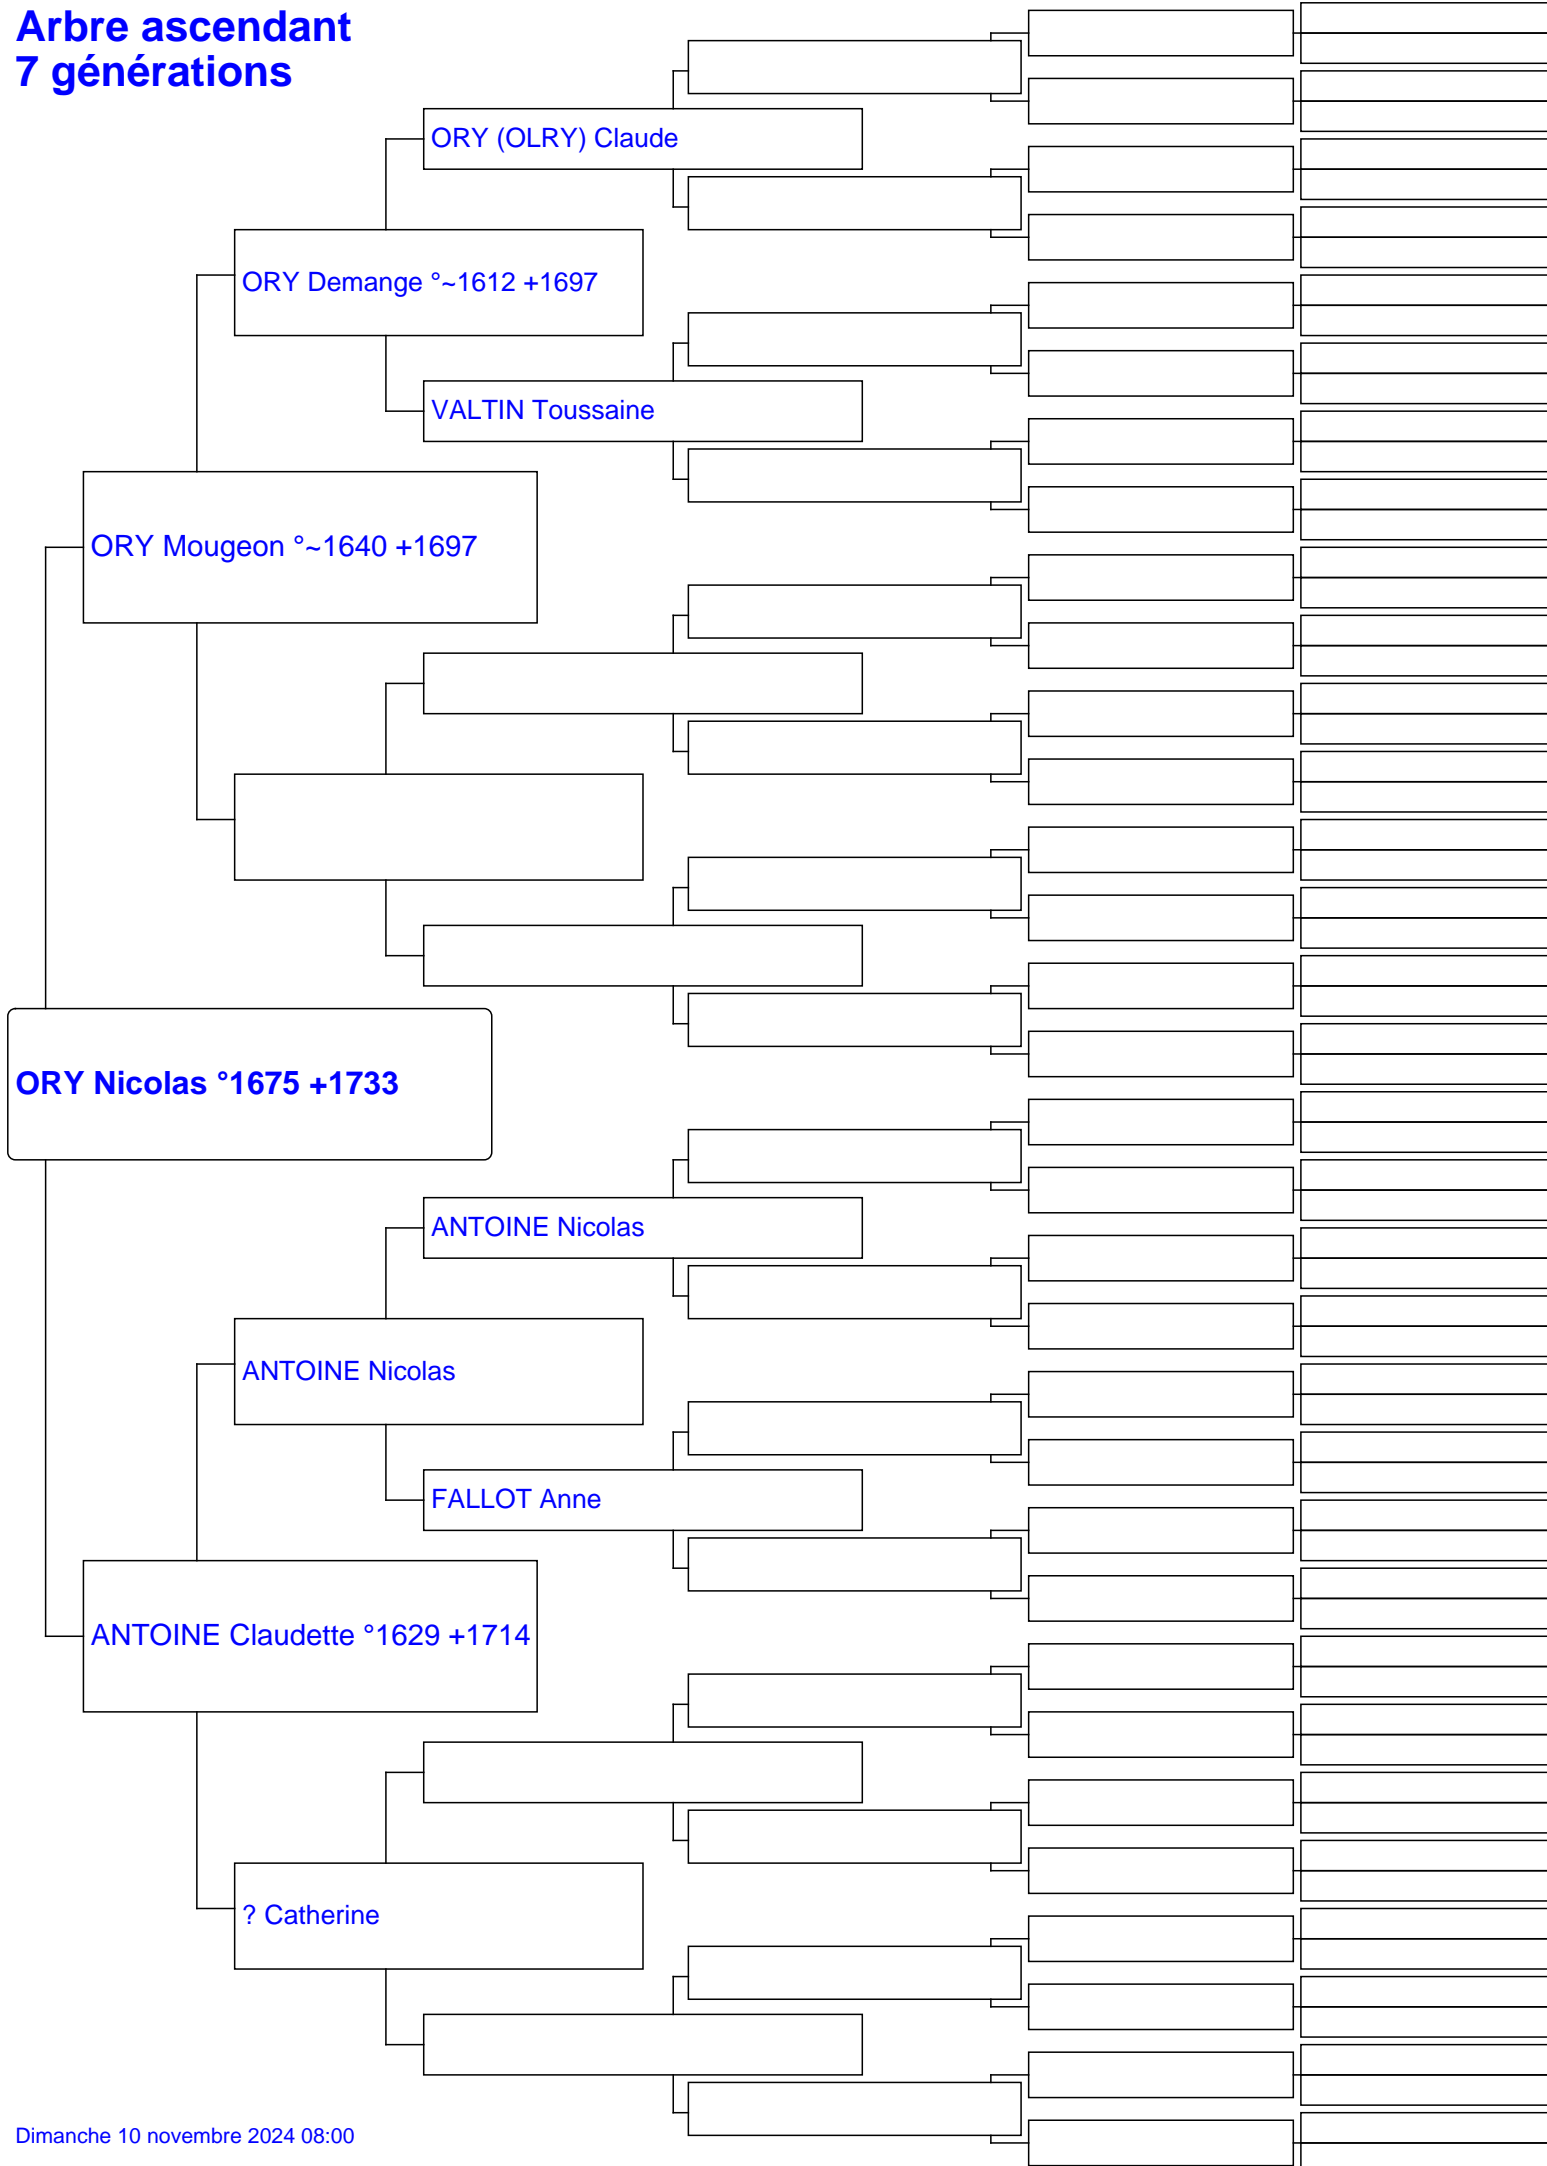 Arbre ascendant
7 générations
ORY (OLRY) Claude
ORY Demange °~1612 +1697
VALTIN Toussaine
ORY Mougeon °~1640 +1697
ORY Nicolas °1675 +1733
ANTOINE Nicolas
ANTOINE Nicolas
FALLOT Anne
ANTOINE Claudette °1629 +1714
? Catherine
Dimanche 10 novembre 2024 08:00